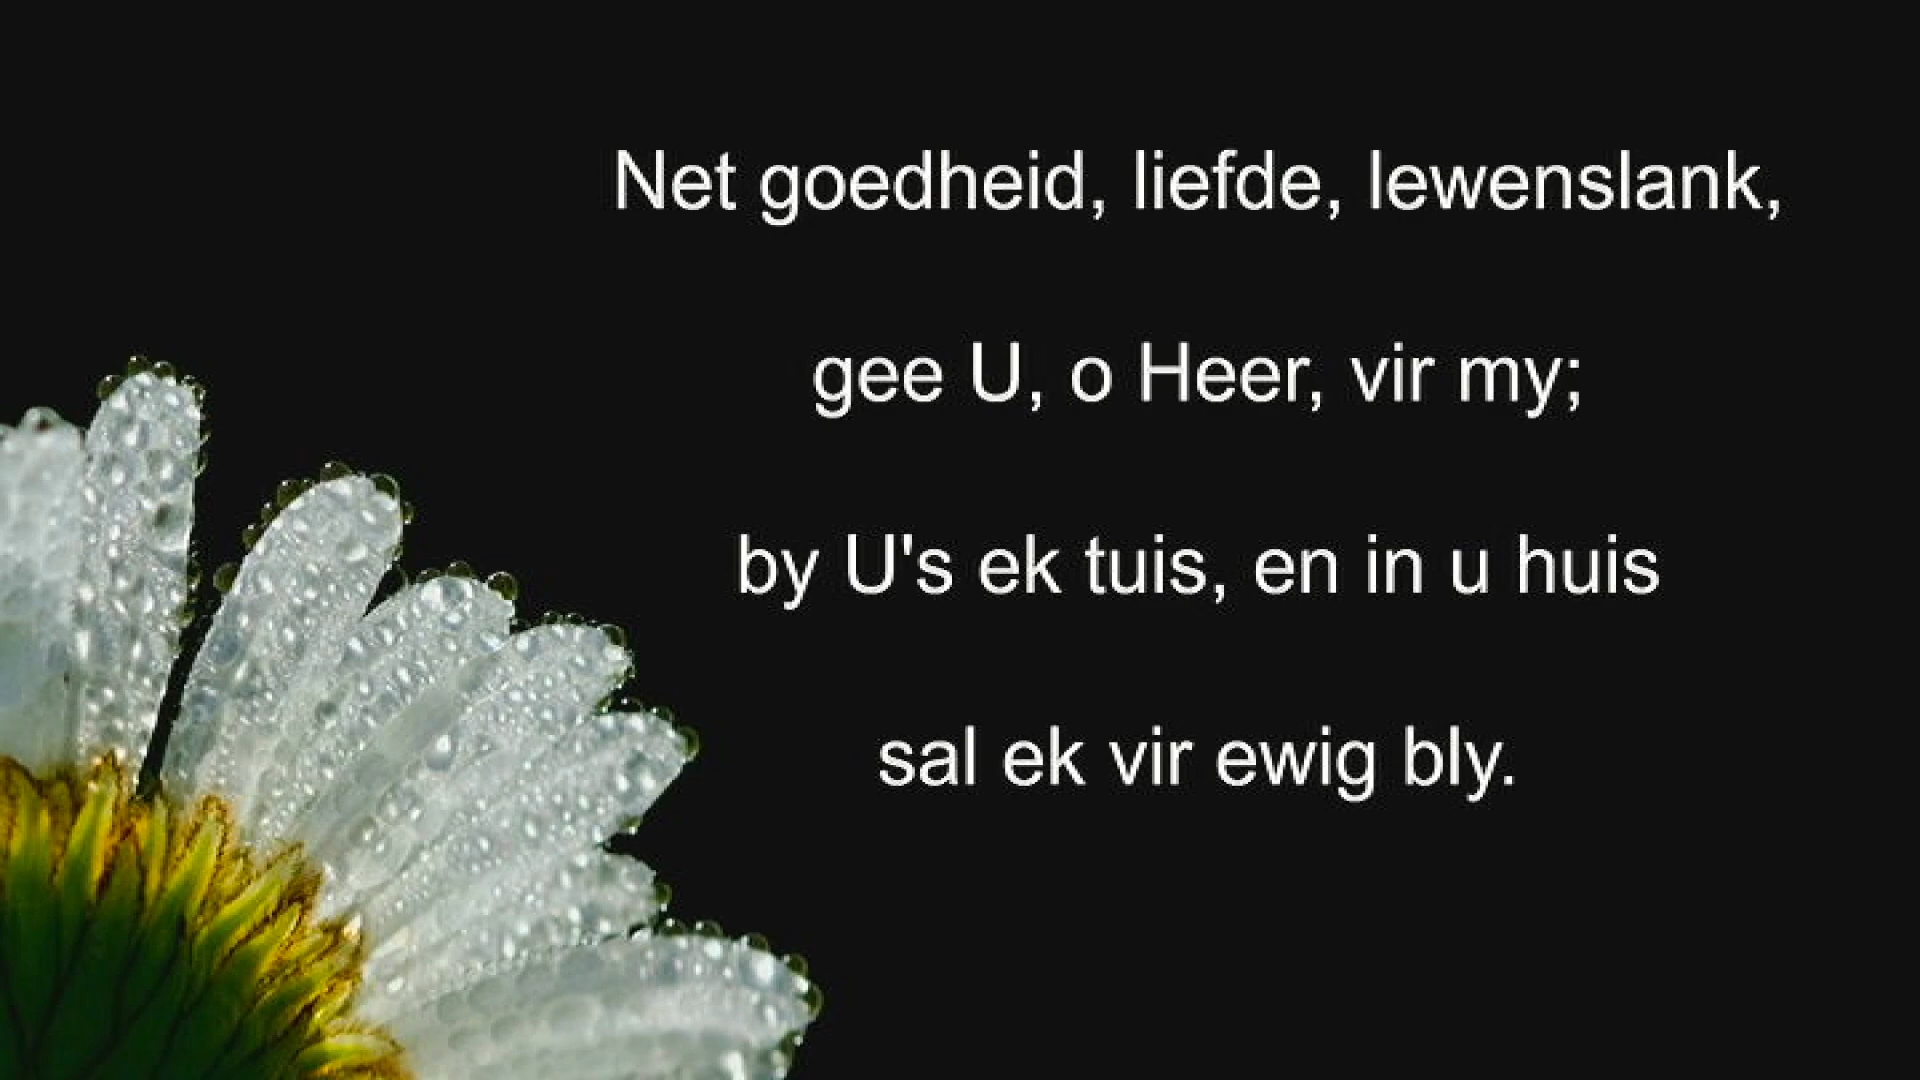 Net goedheid, liefde, lewenslank,
gee U, o Heer, vir my;
by U's ek tuis, en in u huis
sal ek vir ewig bly.